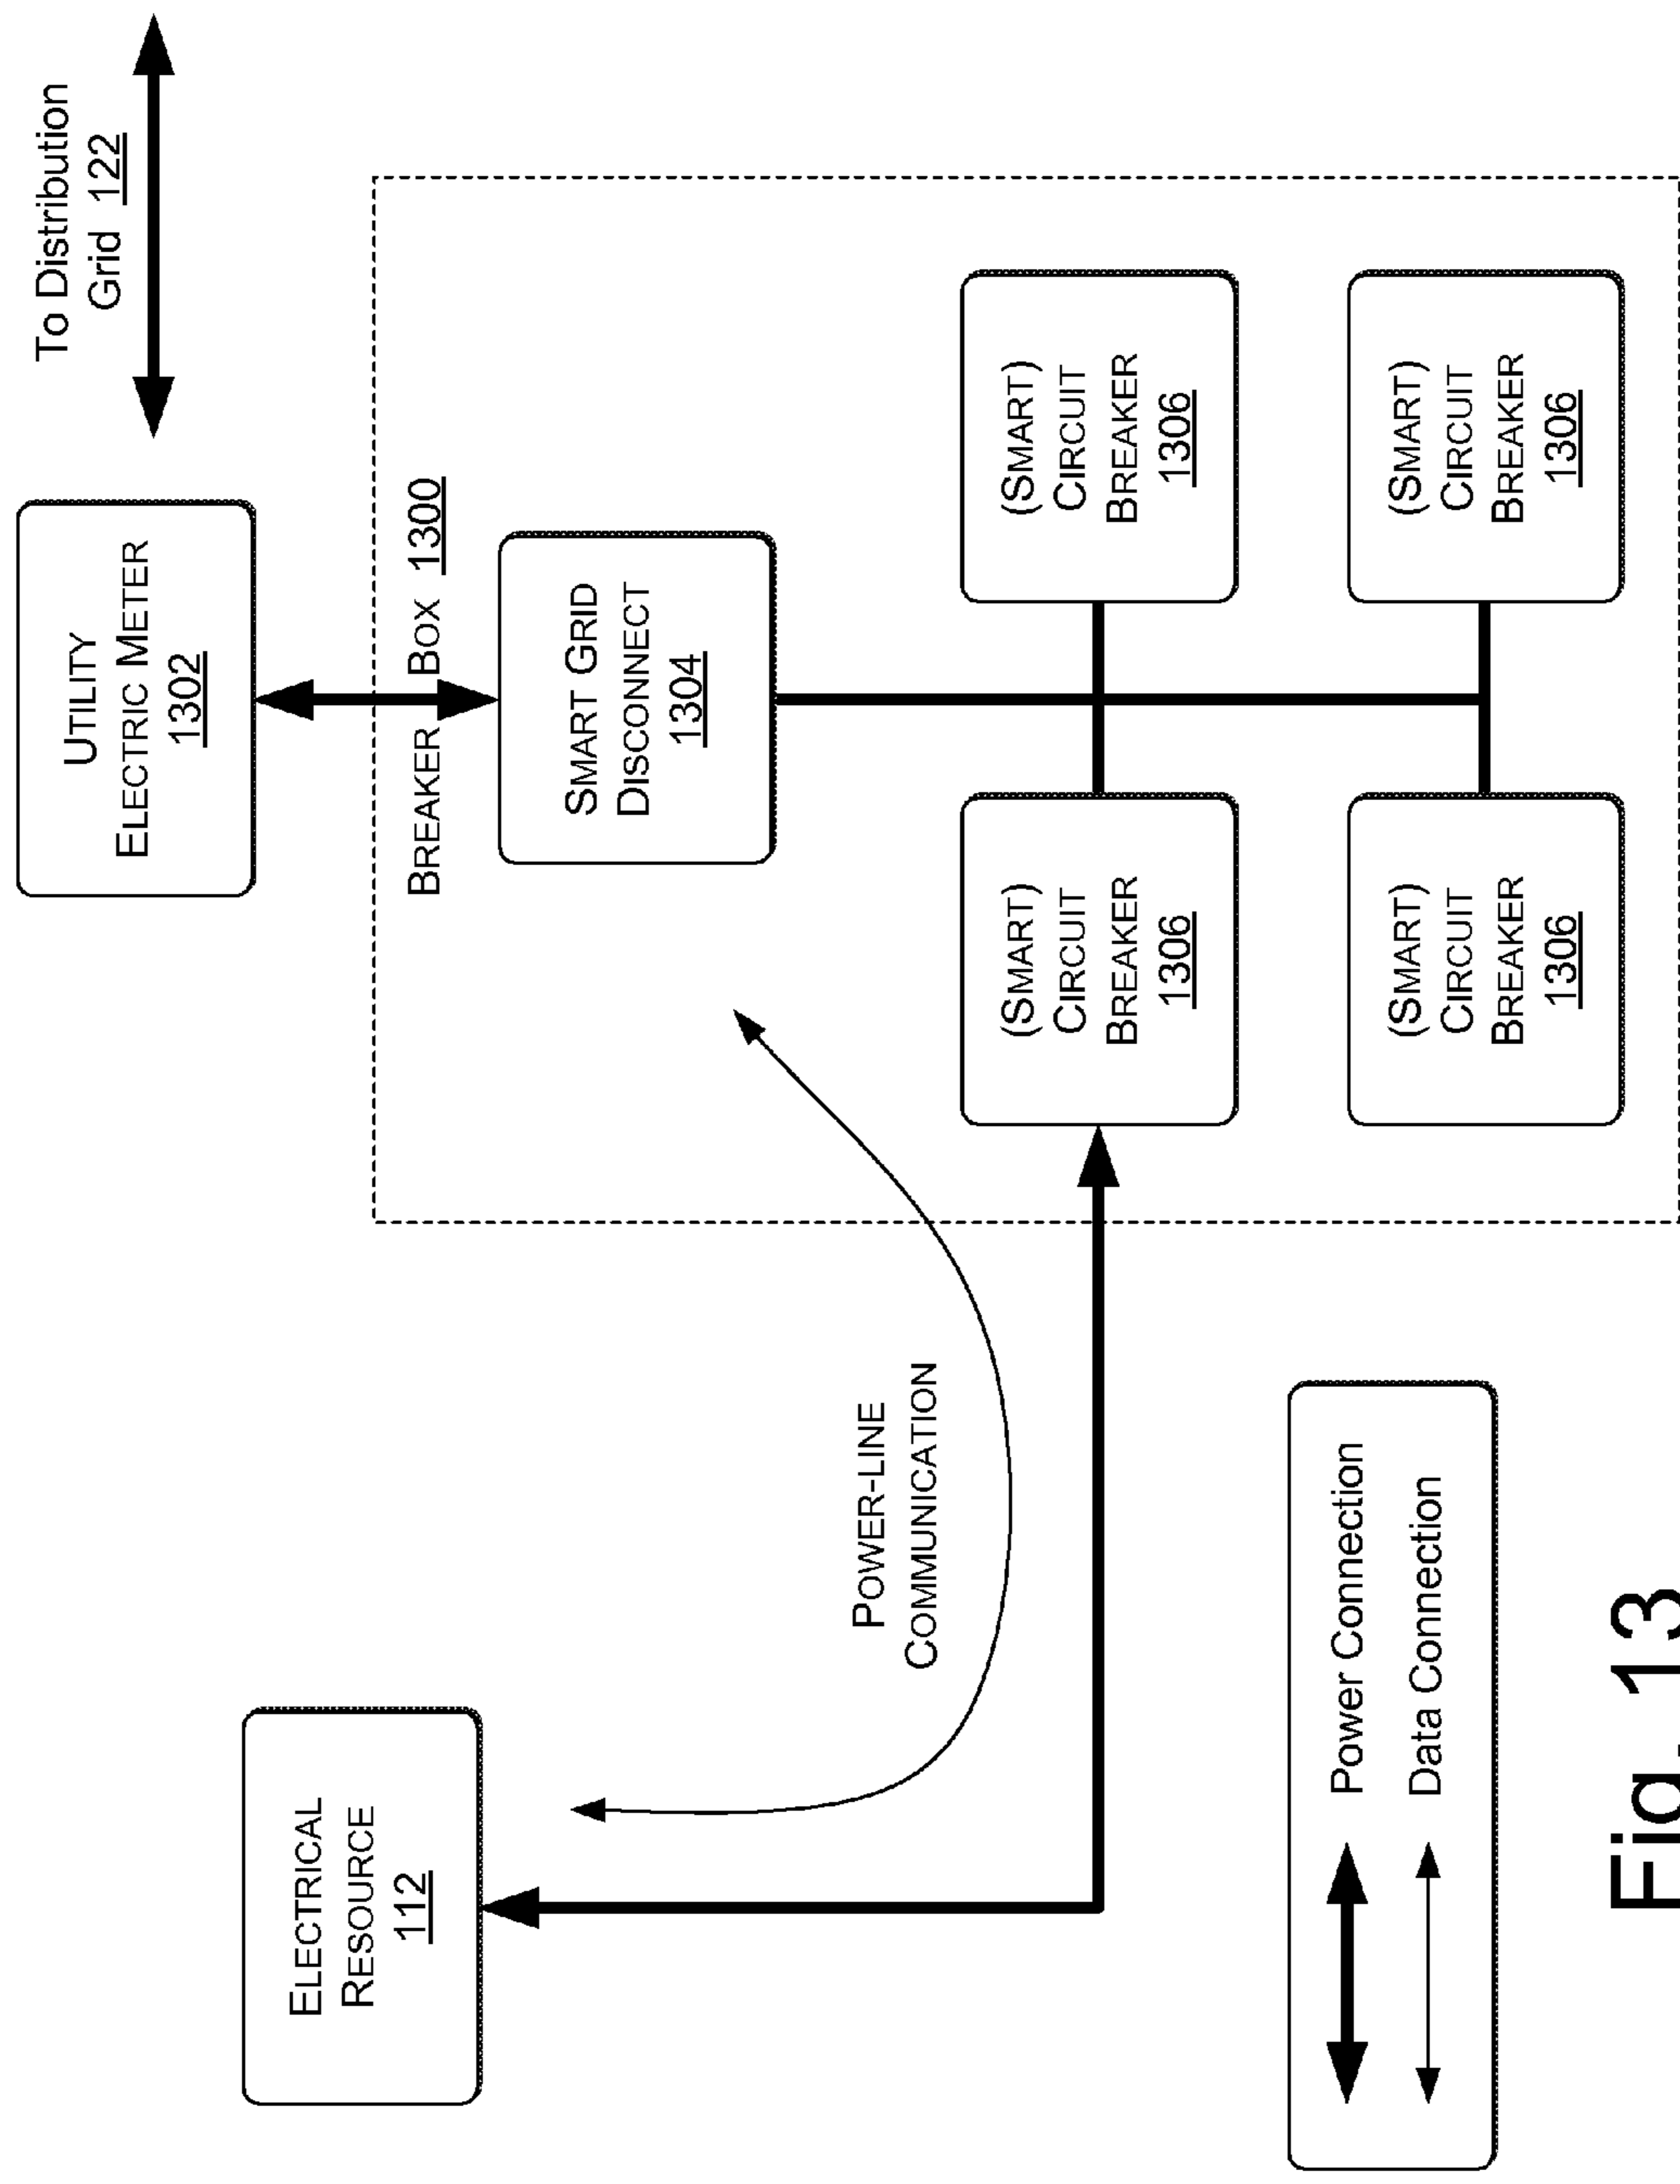 To Distribution
Grid 122
UTILITY
ELECTRIC METER
1302
BREAKER BOX 1300
SMART GRID
DISCONNECT
1304
(SMART)
CIRCUIT
BREAKER
1306
(SMART)
CIRCUIT
BREAKER
1306
(SMART)
CIRCUIT
BREAKER
1306
(SMART)
CIRCUIT
BREAKER
1306
ELECTRICAL
RESOURCE
112
POWER-LINE
COMMUNICATION
Power Connection
Data Connection
Fig. 13